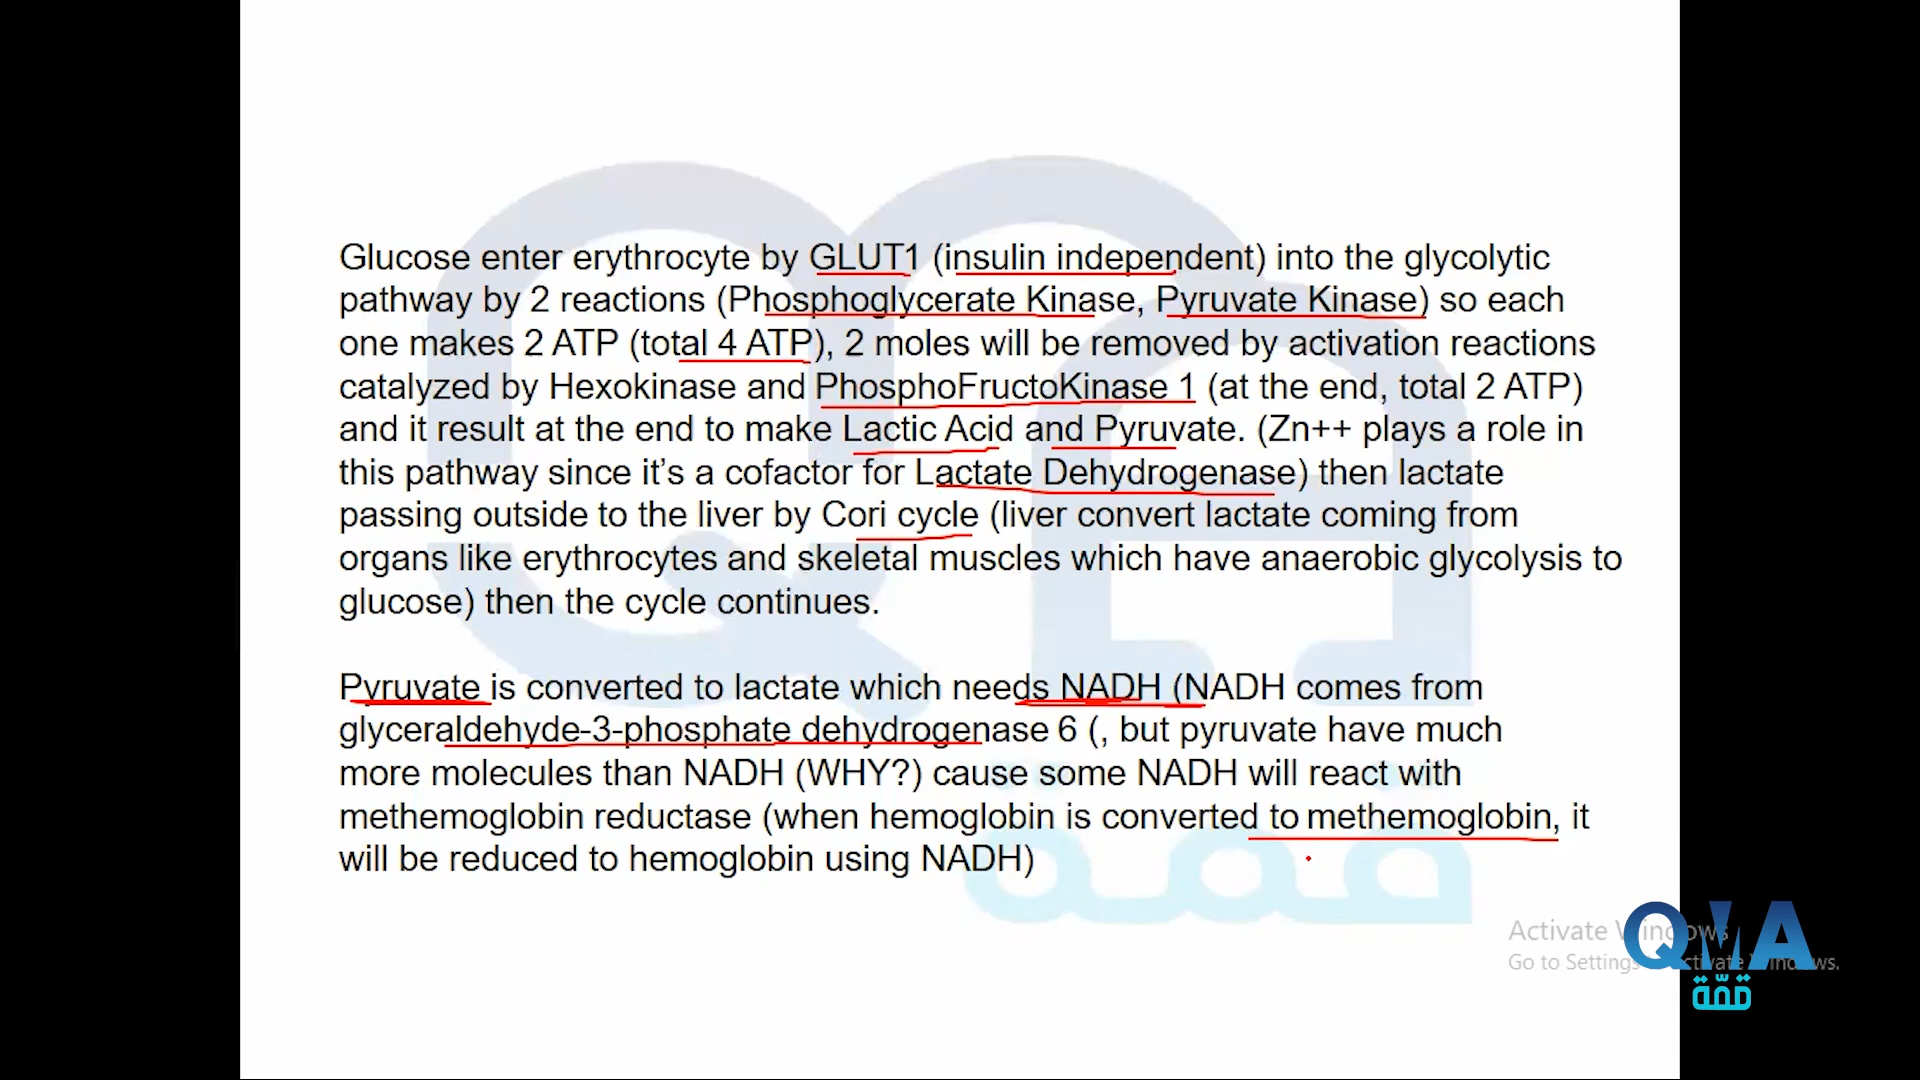 Glucose enter erythrocyte by GLUT1 (insulin independent) into the glycolytic
pathway by 2 reactions (Phosphoglycerate Kinase, Pyruvate Kinase) so each
one makes 2 ATP (total 4 ATP), 2 moles will be removed by activation reactions
catalyzed by Hexokinase and PhosphoFructoKinase 1 (at the end, total 2 ATP)
and it result at the end to make Lactic Acid and Pyruvate. (Zn++ plays a role in
this pathway since it’s a cofactor for Lactate Dehydrogenase) then lactate
passing outside to the liver by Cori cycle (liver convert lactate coming from
organs like erythrocytes and skeletal muscles which have anaerobic glycolysis to
glucose) then the cycle continues.
Pyruvate is converted to lactate which needs NADH (NADH comes from
glyceraldehyde-3-phosphate dehydrogenase 6 (, but pyruvate have much
more molecules than NADH (WHY?) cause some NADH will react with
methemoglobin reductase (when hemoglobin is converted to methemoglobin, it
will be reduced to hemoglobin using NADH)
قمة
Activate Windows
Go to Settings to activate Windows.
QMA
قمّة